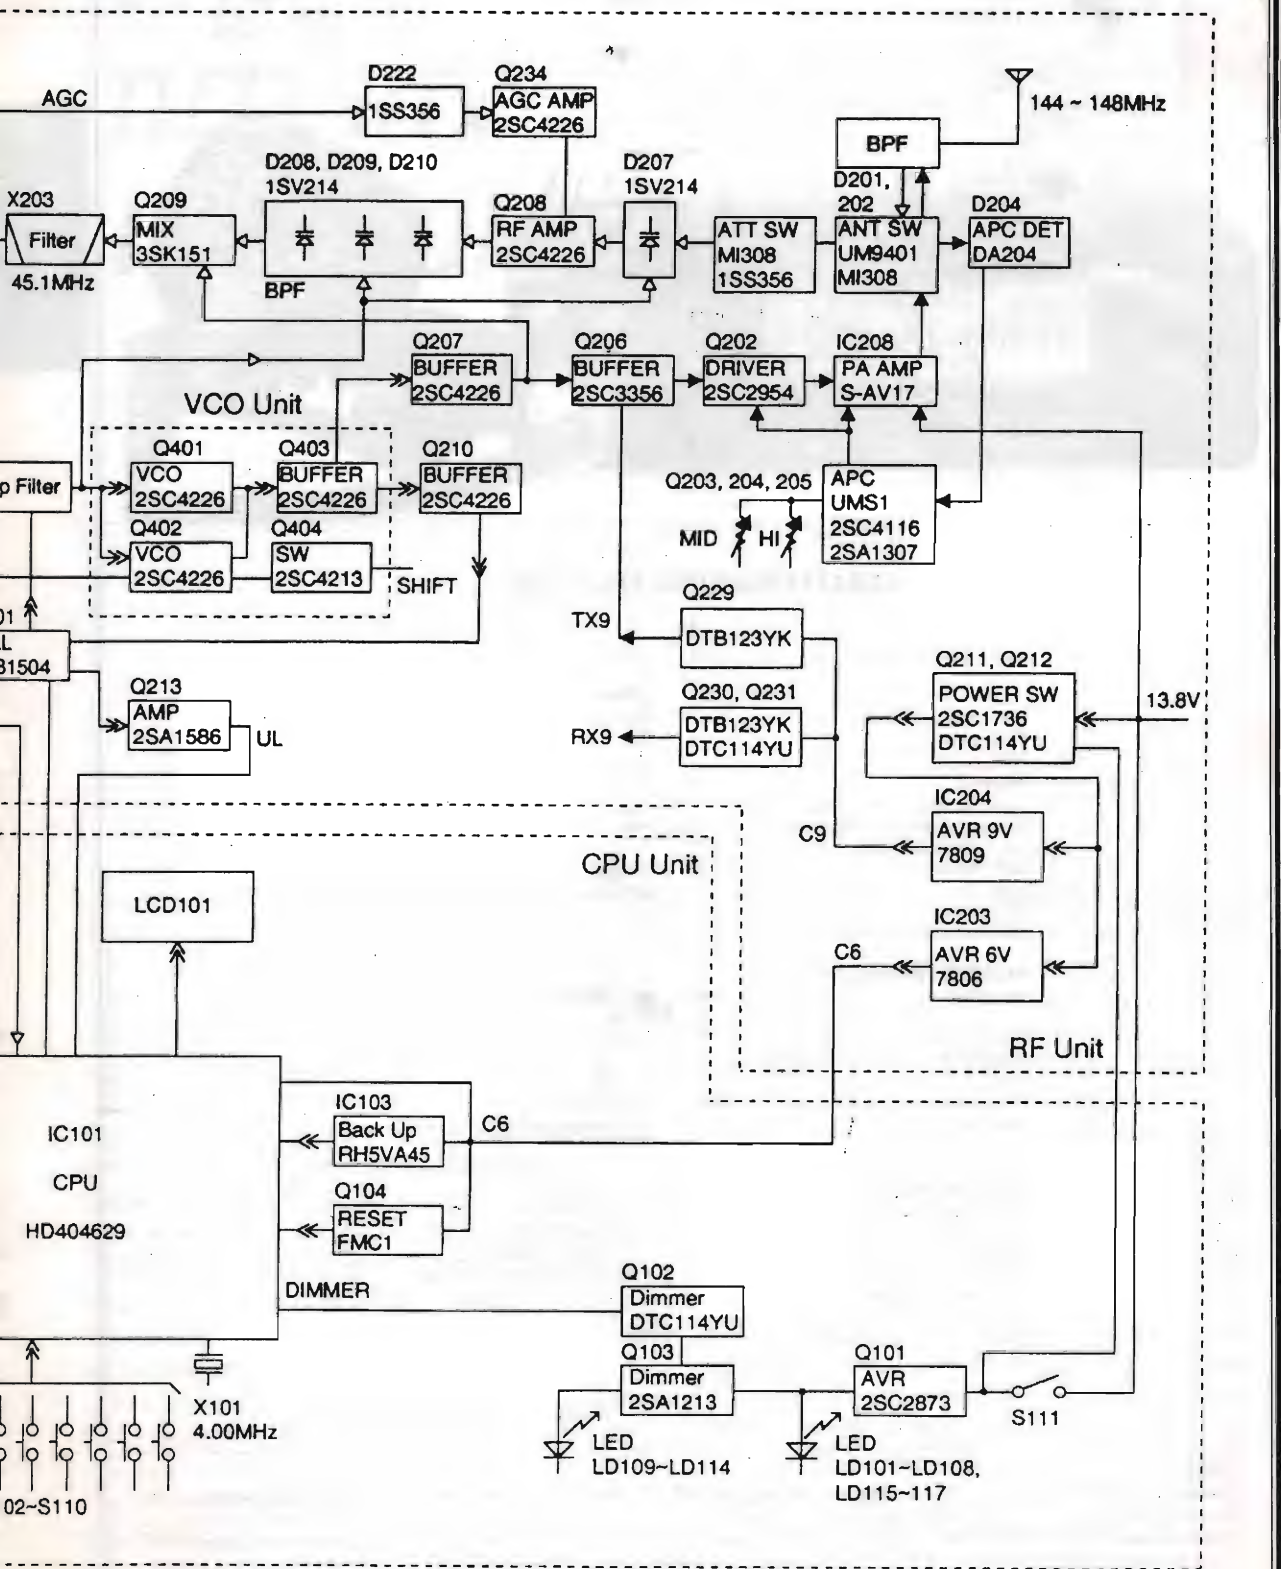 AGC
D222
1SS356
Q234
AGC AMP
2SC4226
144 ~ 148MHz
BPF
D208, D209, D210
1SV214
D207
1SV214
D201,
202
X203
Filter
45.1MHz
Q209
MIX
3SK151
BPF
Q208
RF AMP
2SC4226
ATT SW
MI308
1SS356
ANT SW
UM9401
MI308
D204
APC DET
DA204
Q207
BUFFER
2SC4226
Q206
BUFFER
2SC3356
Q202
DRIVER
2SC2954
IC208
PA AMP
S-AV17
VCO Unit
p Filter
Q401
VCO
2SC4226
Q403
BUFFER
2SC4226
Q210
BUFFER
2SC4226
Q402
VCO
2SC4226
Q404
SW
2SC4213
SHIFT
Q203, 204, 205
APC
UMS1
2SC4116
2SA1307
MID
HI
01
L
31504
Q213
AMP
2SA1586
UL
TX9
Q229
DTB123YK
RX9
Q230, Q231
DTB123YK
DTC114YU
Q211, Q212
POWER SW
2SC1736
DTC114YU
13.8V
C9
IC204
AVR 9V
7809
C6
IC203
AVR 6V
7806
RF Unit
CPU Unit
LCD101
IC101
CPU
HD404629
IC103
Back Up
RH5VA45
C6
Q104
RESET
FMC1
DIMMER
Q102
Dimmer
DTC114YU
Q103
Dimmer
2SA1213
Q101
AVR
2SC2873
S111
LED
LD109~LD114
LED
LD101~LD108,
LD115~117
X101
4.00MHz
02~S110